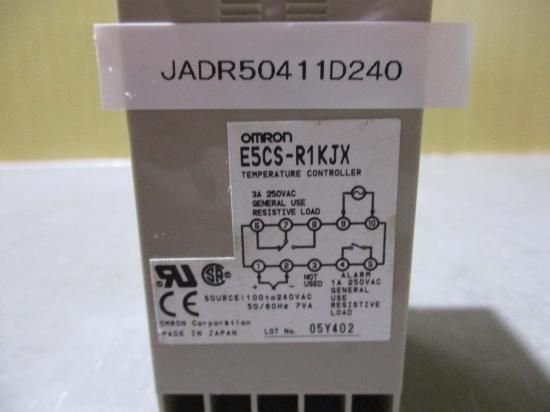 JADR50411D240
OMRON
E5CS-R1KJX
TEMPERATURE CONTROLLER
3A 250VAC
GENERAL USE
RESISTIVE LOAD
6 7 8 9 10
1 2 3 4 5
+ -
NOT
USED
ALARM
1A 250VAC
GENERAL
USE
RESISTIVE
LOAD
SOURCE:100to240VAC
50/60Hz 7VA
OMRON Corporation
MADE IN JAPAN
LOT No. 05Y402